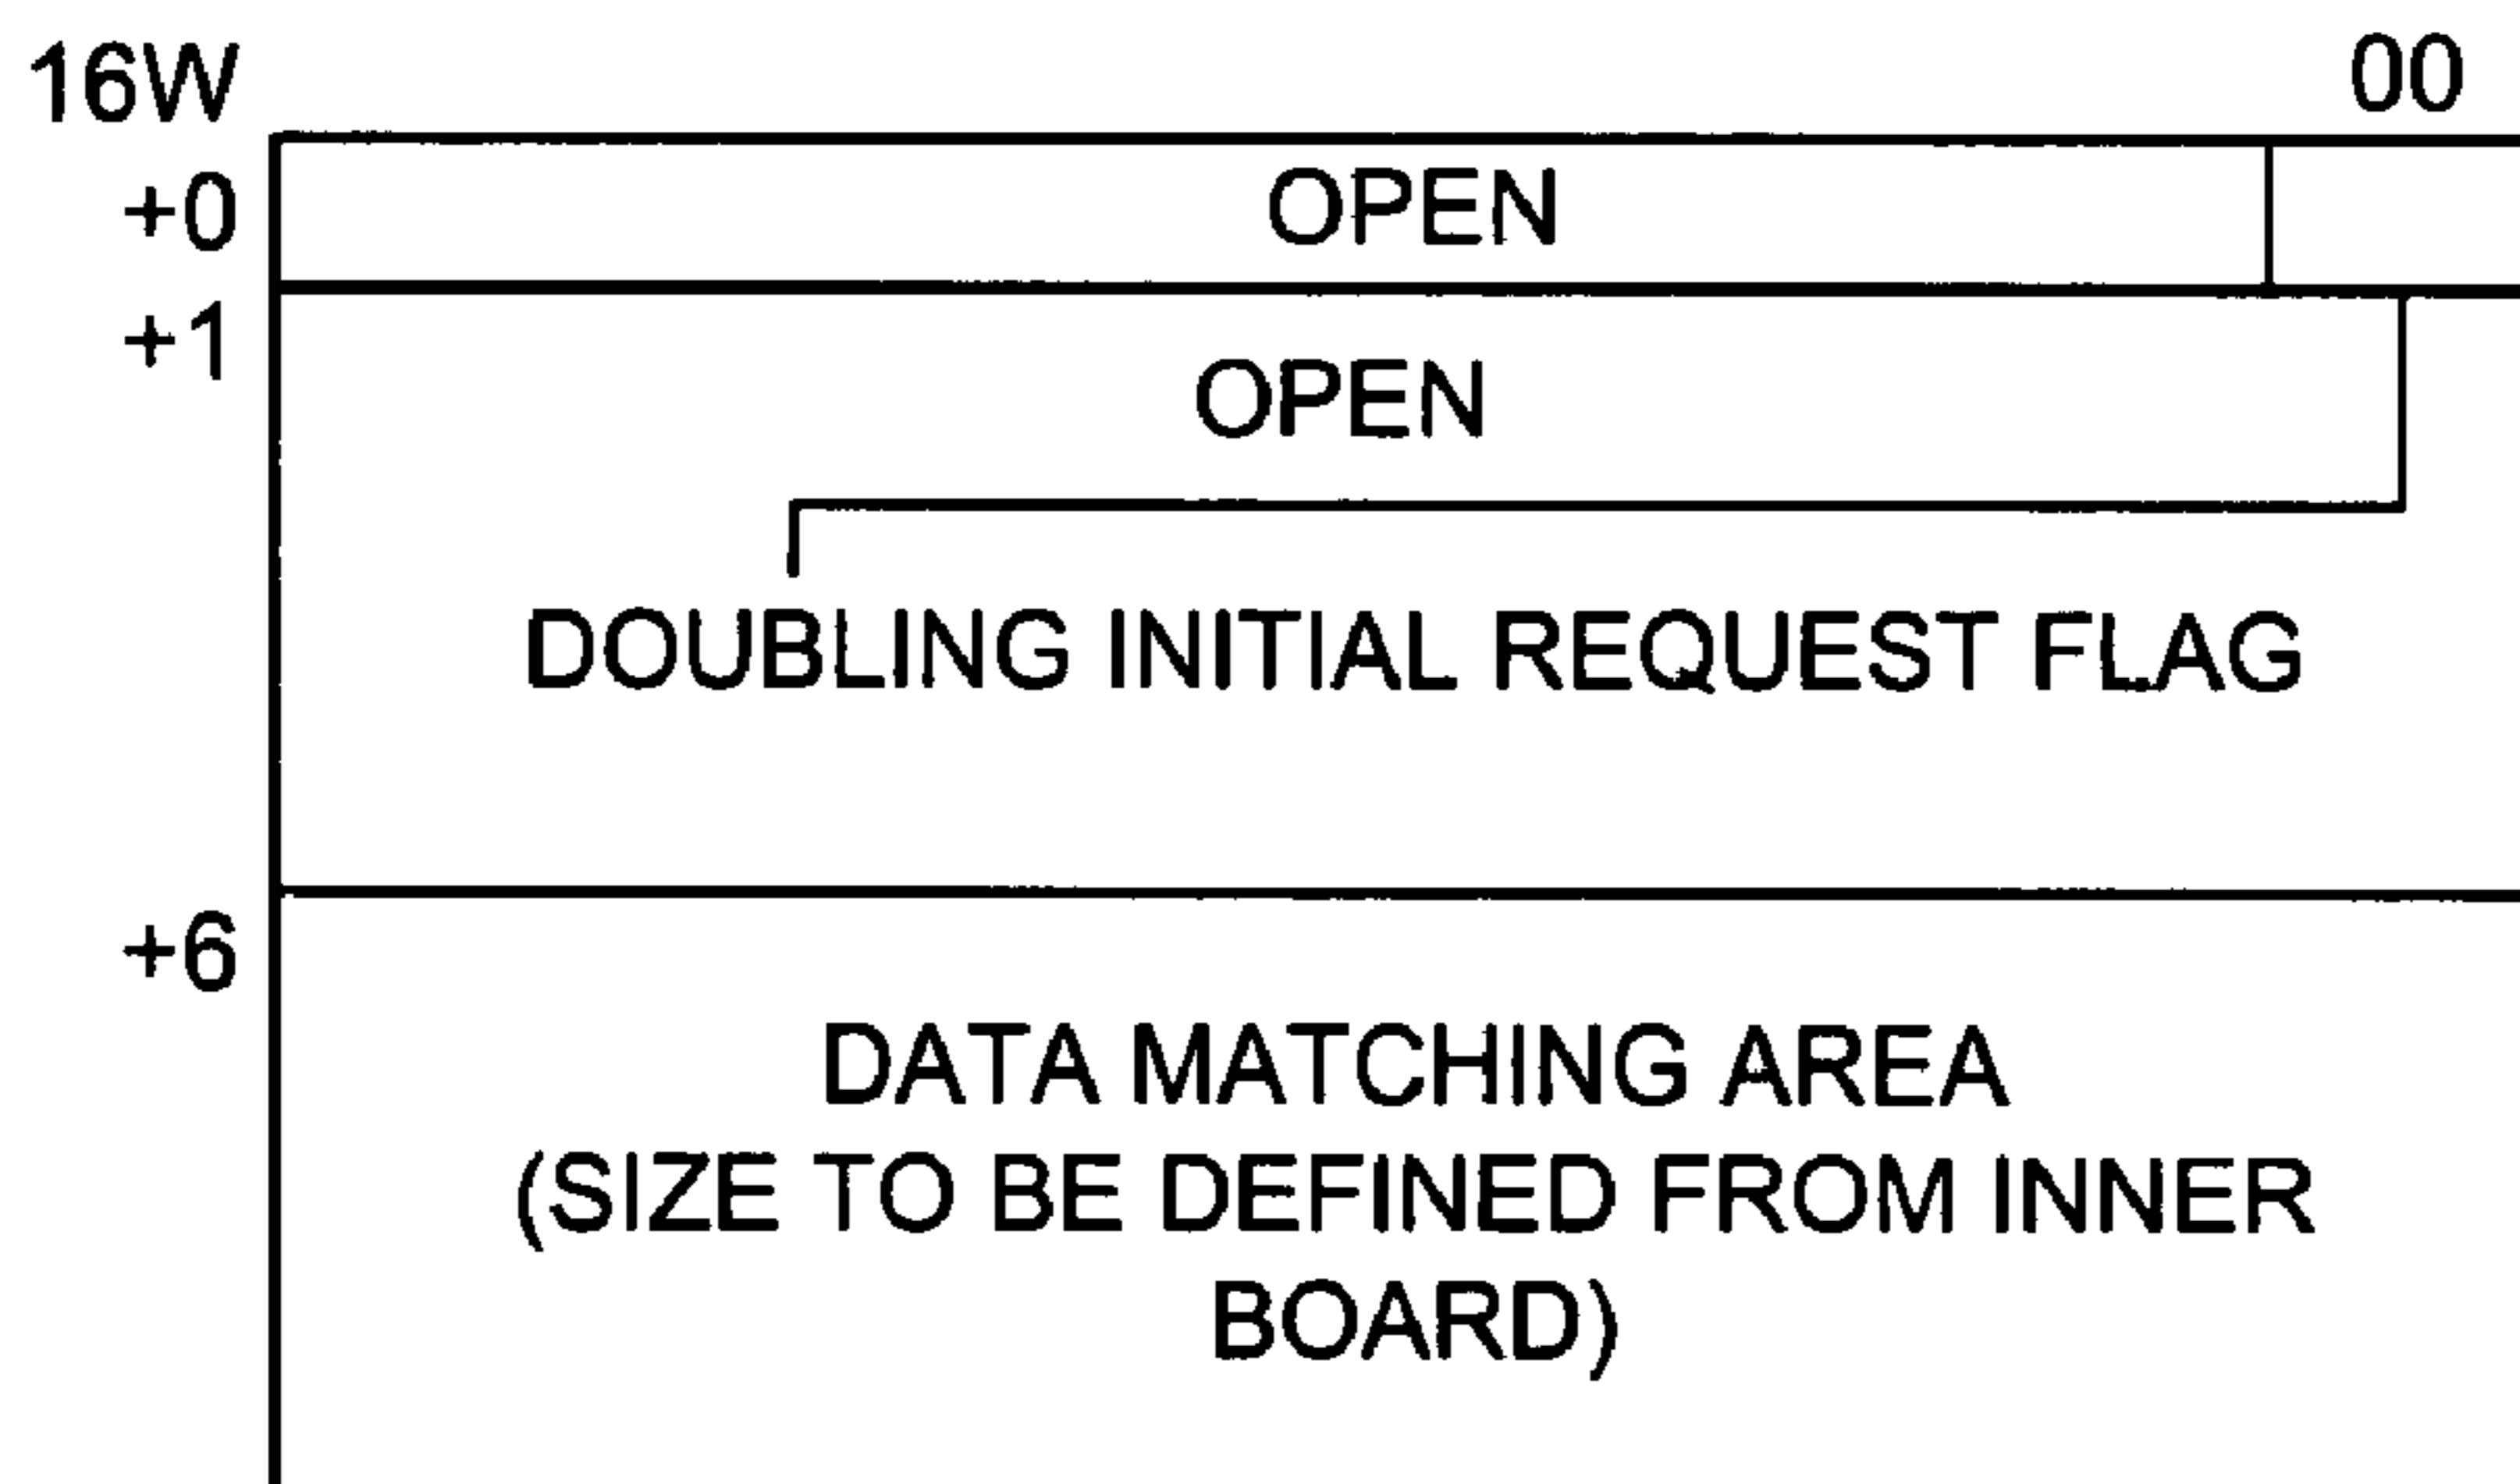 16W 00
+0 OPEN
+1
OPEN
DOUBLING INITIAL REQUEST FLAG
+6
DATA MATCHING AREA
(SIZE TO BE DEFINED FROM INNER
BOARD)